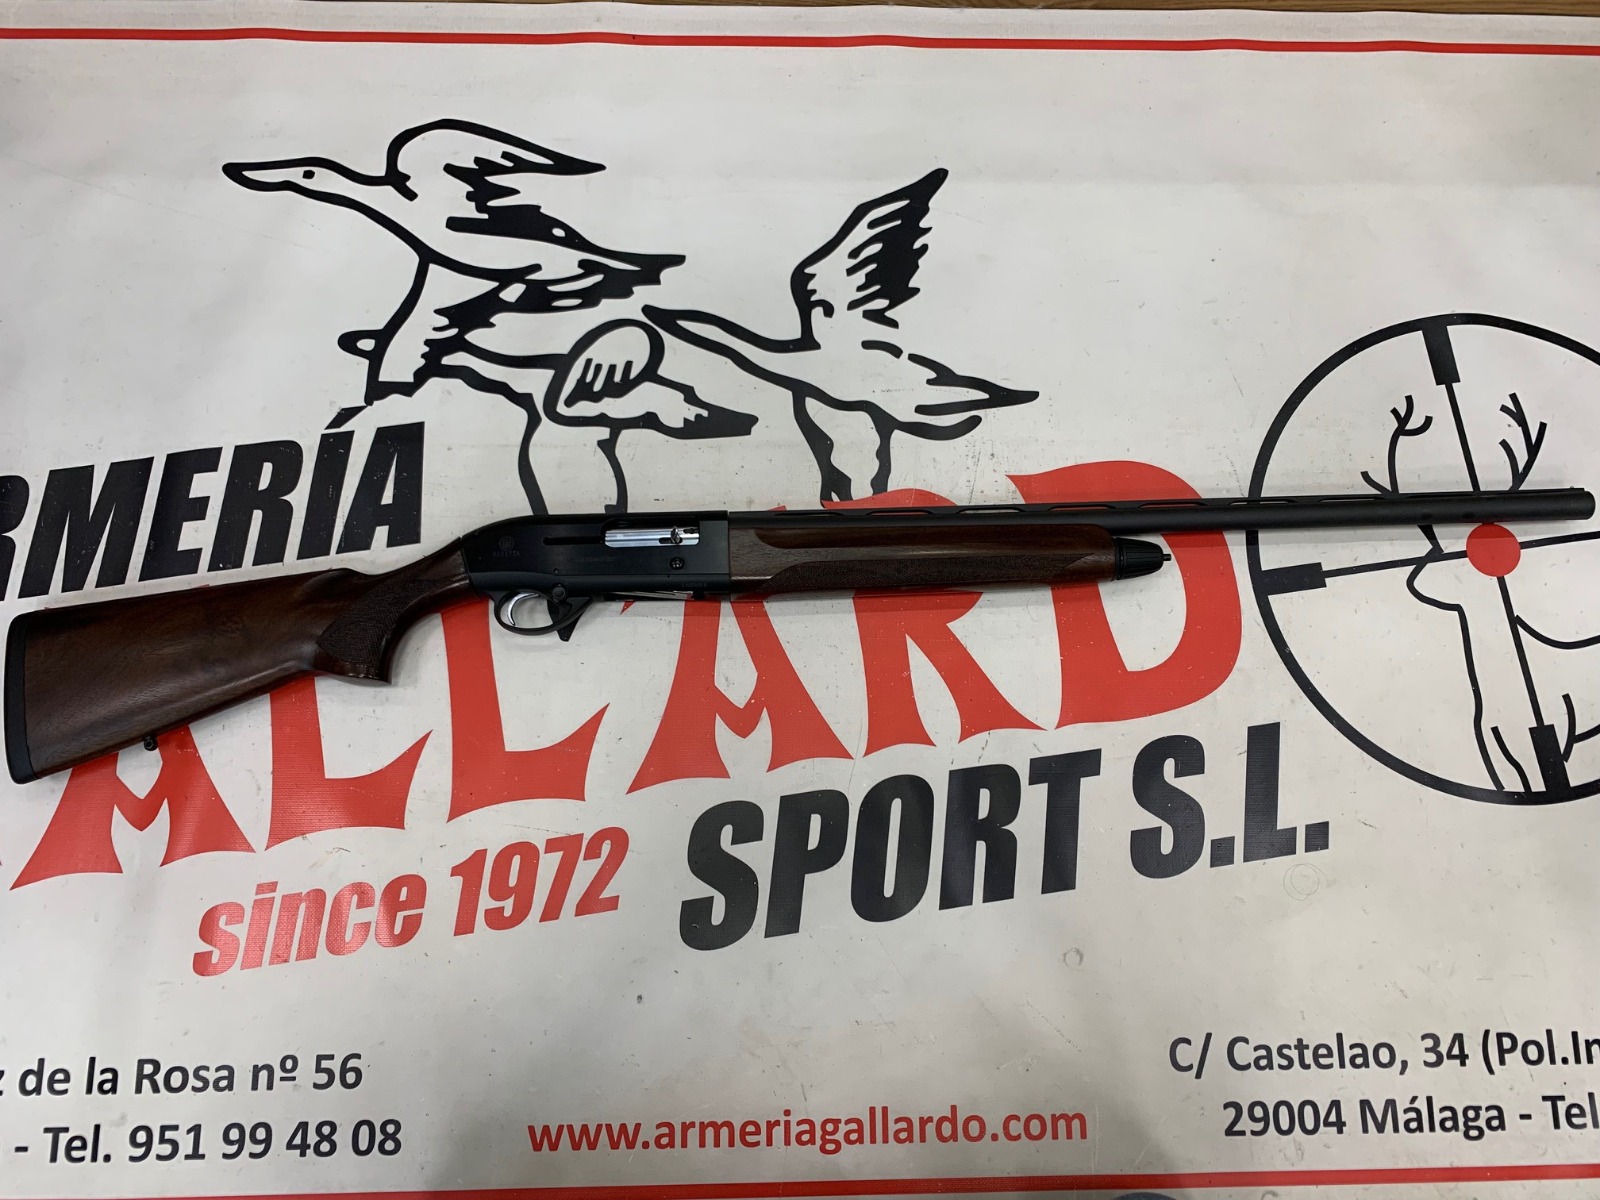 RMERÍA
ALLARD
since 1972 SPORT S.L.
z de la Rosa nº 56
- Tel. 951 99 48 08
www.armeriagallardo.com
C/ Castelao, 34 (Pol.In
29004 Málaga - Tel
BERETTA